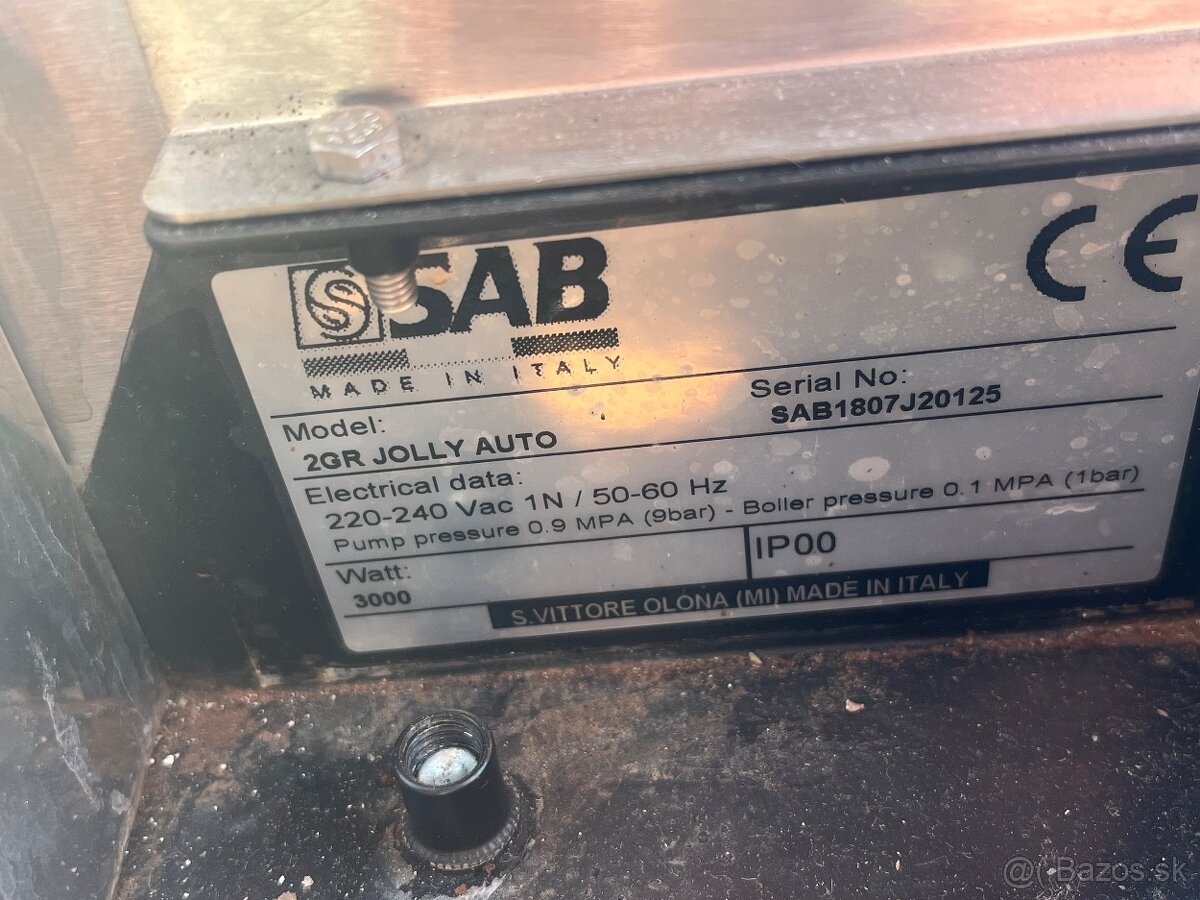 SAB
MADE IN ITALY
CE
Model:
2GR JOLLY AUTO
Serial No:
SAB1807J20125
Electrical data:
220-240 Vac 1N / 50-60 Hz
Pump pressure 0.9 MPA (9bar) - Boiler pressure 0.1 MPA (1bar)
Watt:
3000
IP00
S.VITTORE OLONA (MI) MADE IN ITALY
Bazos.sk